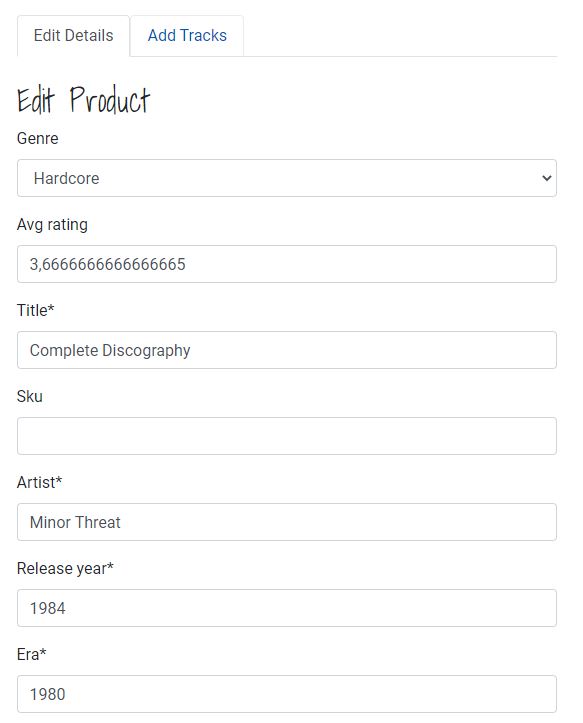 Edit Details
Add Tracks
Edit Product
Genre
Hardcore
Avg rating
3,6666666666666665
Title*
Complete Discography
Sku
Artist*
Minor Threat
Release year*
1984
Era*
1980